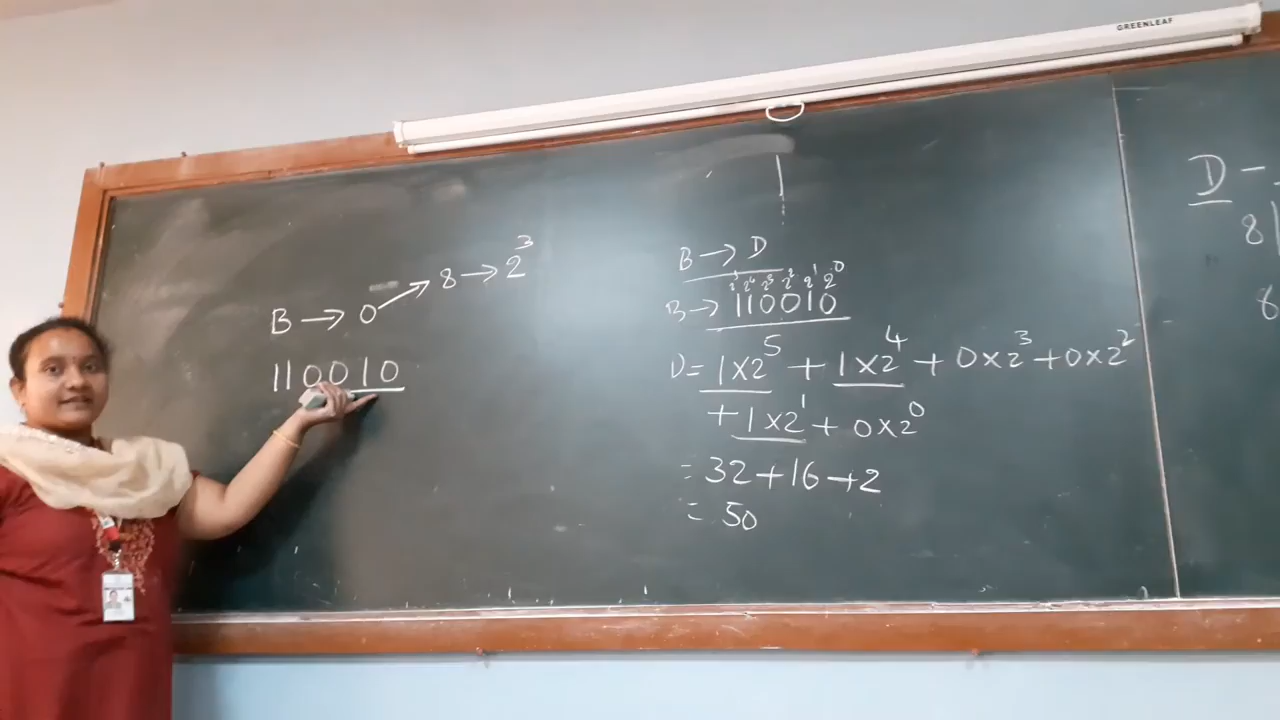 GREENLEAF
B → O → 8 → 2³
110010
B → D
2⁵ 2⁴ 2³ 2² 2¹ 2⁰
B → 110010
D = 1×2⁵ + 1×2⁴ + 0×2³ + 0×2²
+ 1×2¹ + 0×2⁰
= 32 + 16 + 2
= 50
D -
8
8